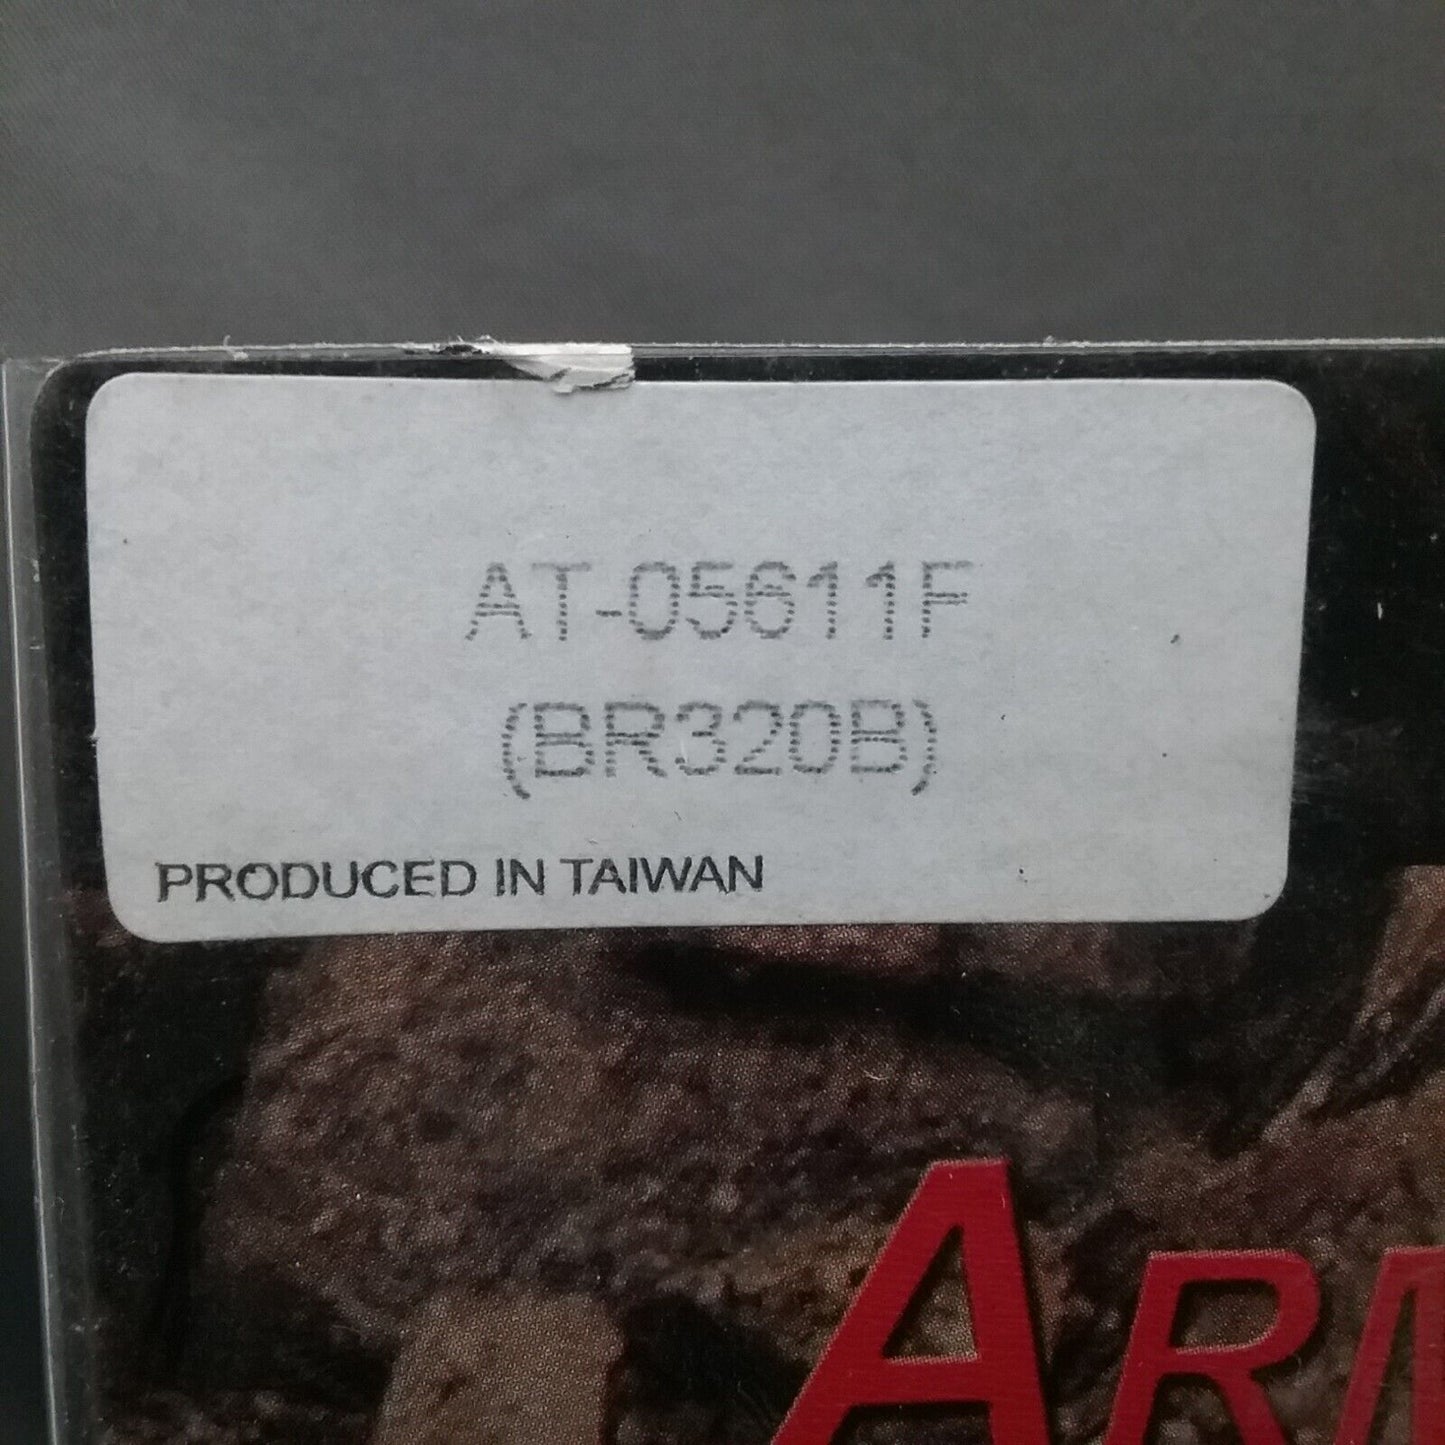 AT-05611F
(BR320B)
PRODUCED IN TAIWAN